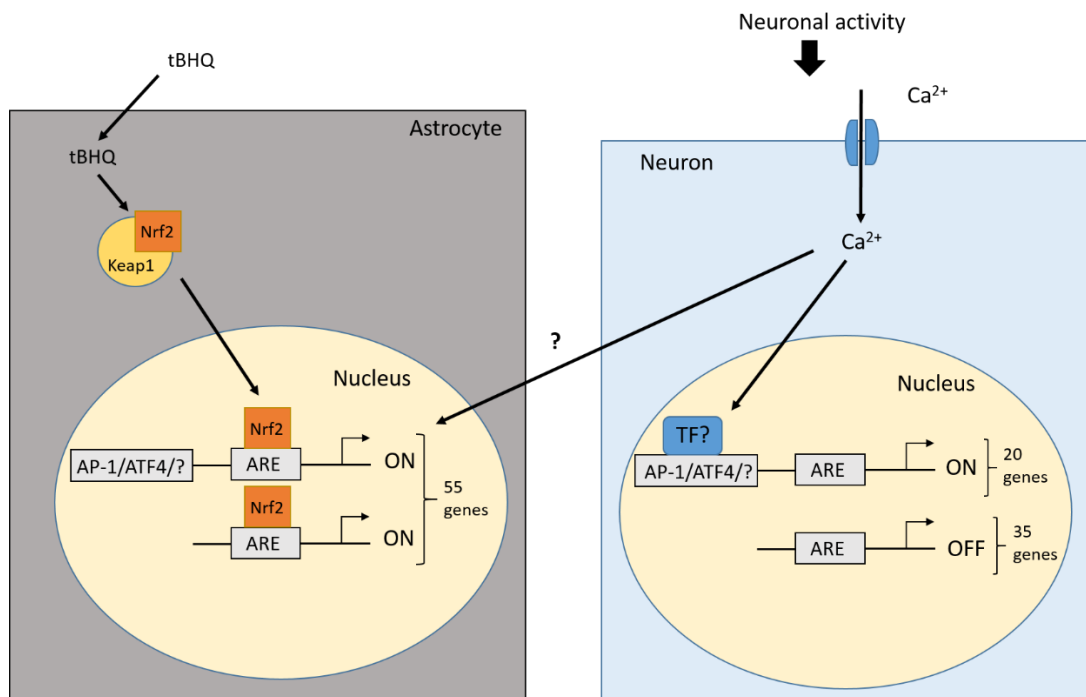 tBHQ
Astrocyte
tBHQ
Nrf2
Keap1
Nucleus
Nrf2
AP-1/ATF4/?
ARE
ON
Nrf2
ARE
ON
55
genes
?
Neuronal activity
Ca²⁺
Neuron
Ca²⁺
Nucleus
TF?
AP-1/ATF4/?
ARE
ON
20
genes
ARE
OFF
35
genes